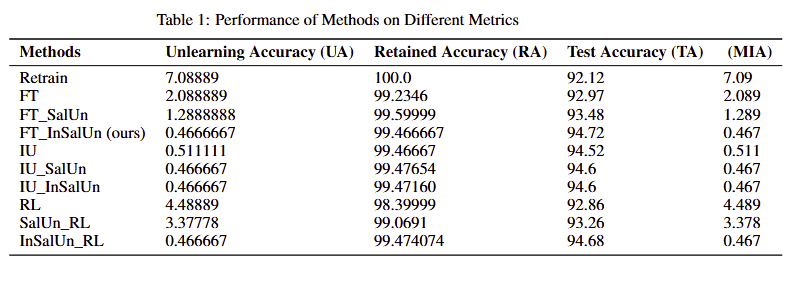 Table 1: Performance of Methods on Different Metrics
Methods Unlearning Accuracy (UA) Retained Accuracy (RA) Test Accuracy (TA) (MIA)
Retrain 7.08889 100.0 92.12 7.09
FT 2.088889 99.2346 92.97 2.089
FT_SalUn 1.2888888 99.59999 93.48 1.289
FT_InSalUn (ours) 0.4666667 99.466667 94.72 0.467
IU 0.511111 99.46667 94.52 0.511
IU_SalUn 0.466667 99.47654 94.6 0.467
IU_InSalUn 0.466667 99.47160 94.6 0.467
RL 4.48889 98.39999 92.86 4.489
SalUn_RL 3.37778 99.0691 93.26 3.378
InSalUn_RL 0.466667 99.474074 94.68 0.467